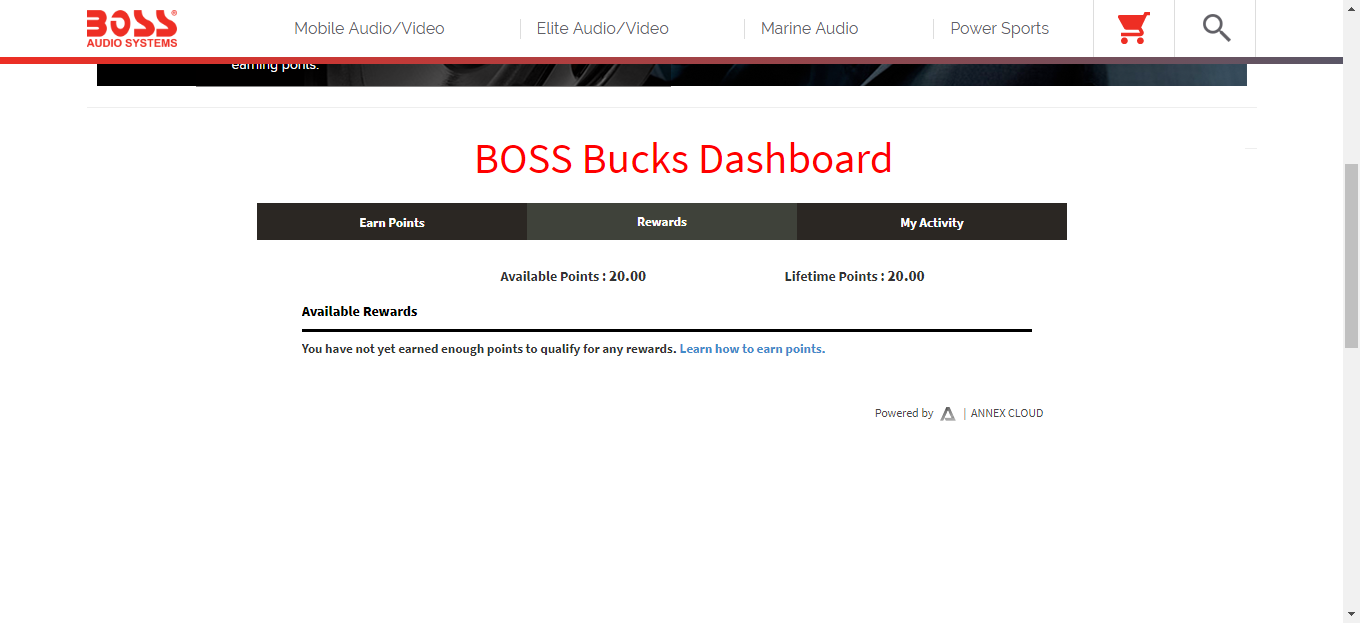 BOSS®
AUDIO SYSTEMS
Mobile Audio/Video
Elite Audio/Video
Marine Audio
Power Sports
earning ponts.
BOSS Bucks Dashboard
Earn Points
Rewards
My Activity
Available Points : 20.00
Lifetime Points : 20.00
Available Rewards
You have not yet earned enough points to qualify for any rewards. Learn how to earn points.
Powered by | ANNEX CLOUD